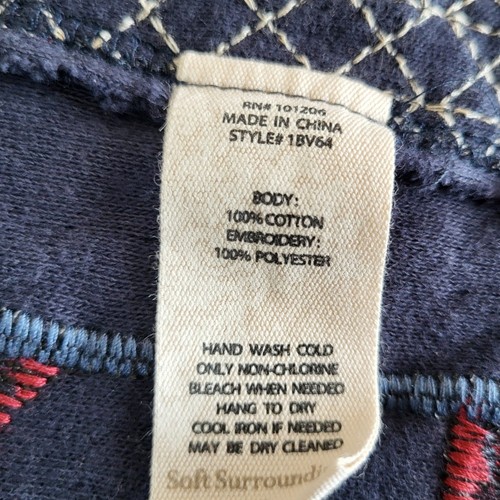 RN# 101206
MADE IN CHINA
STYLE# 1BV64
BODY:
100% COTTON
EMBROIDERY:
100% POLYESTER
HAND WASH COLD
ONLY NON-CHLORINE
BLEACH WHEN NEEDED
HANG TO DRY
COOL IRON IF NEEDED
MAY BE DRY CLEANED
Soft